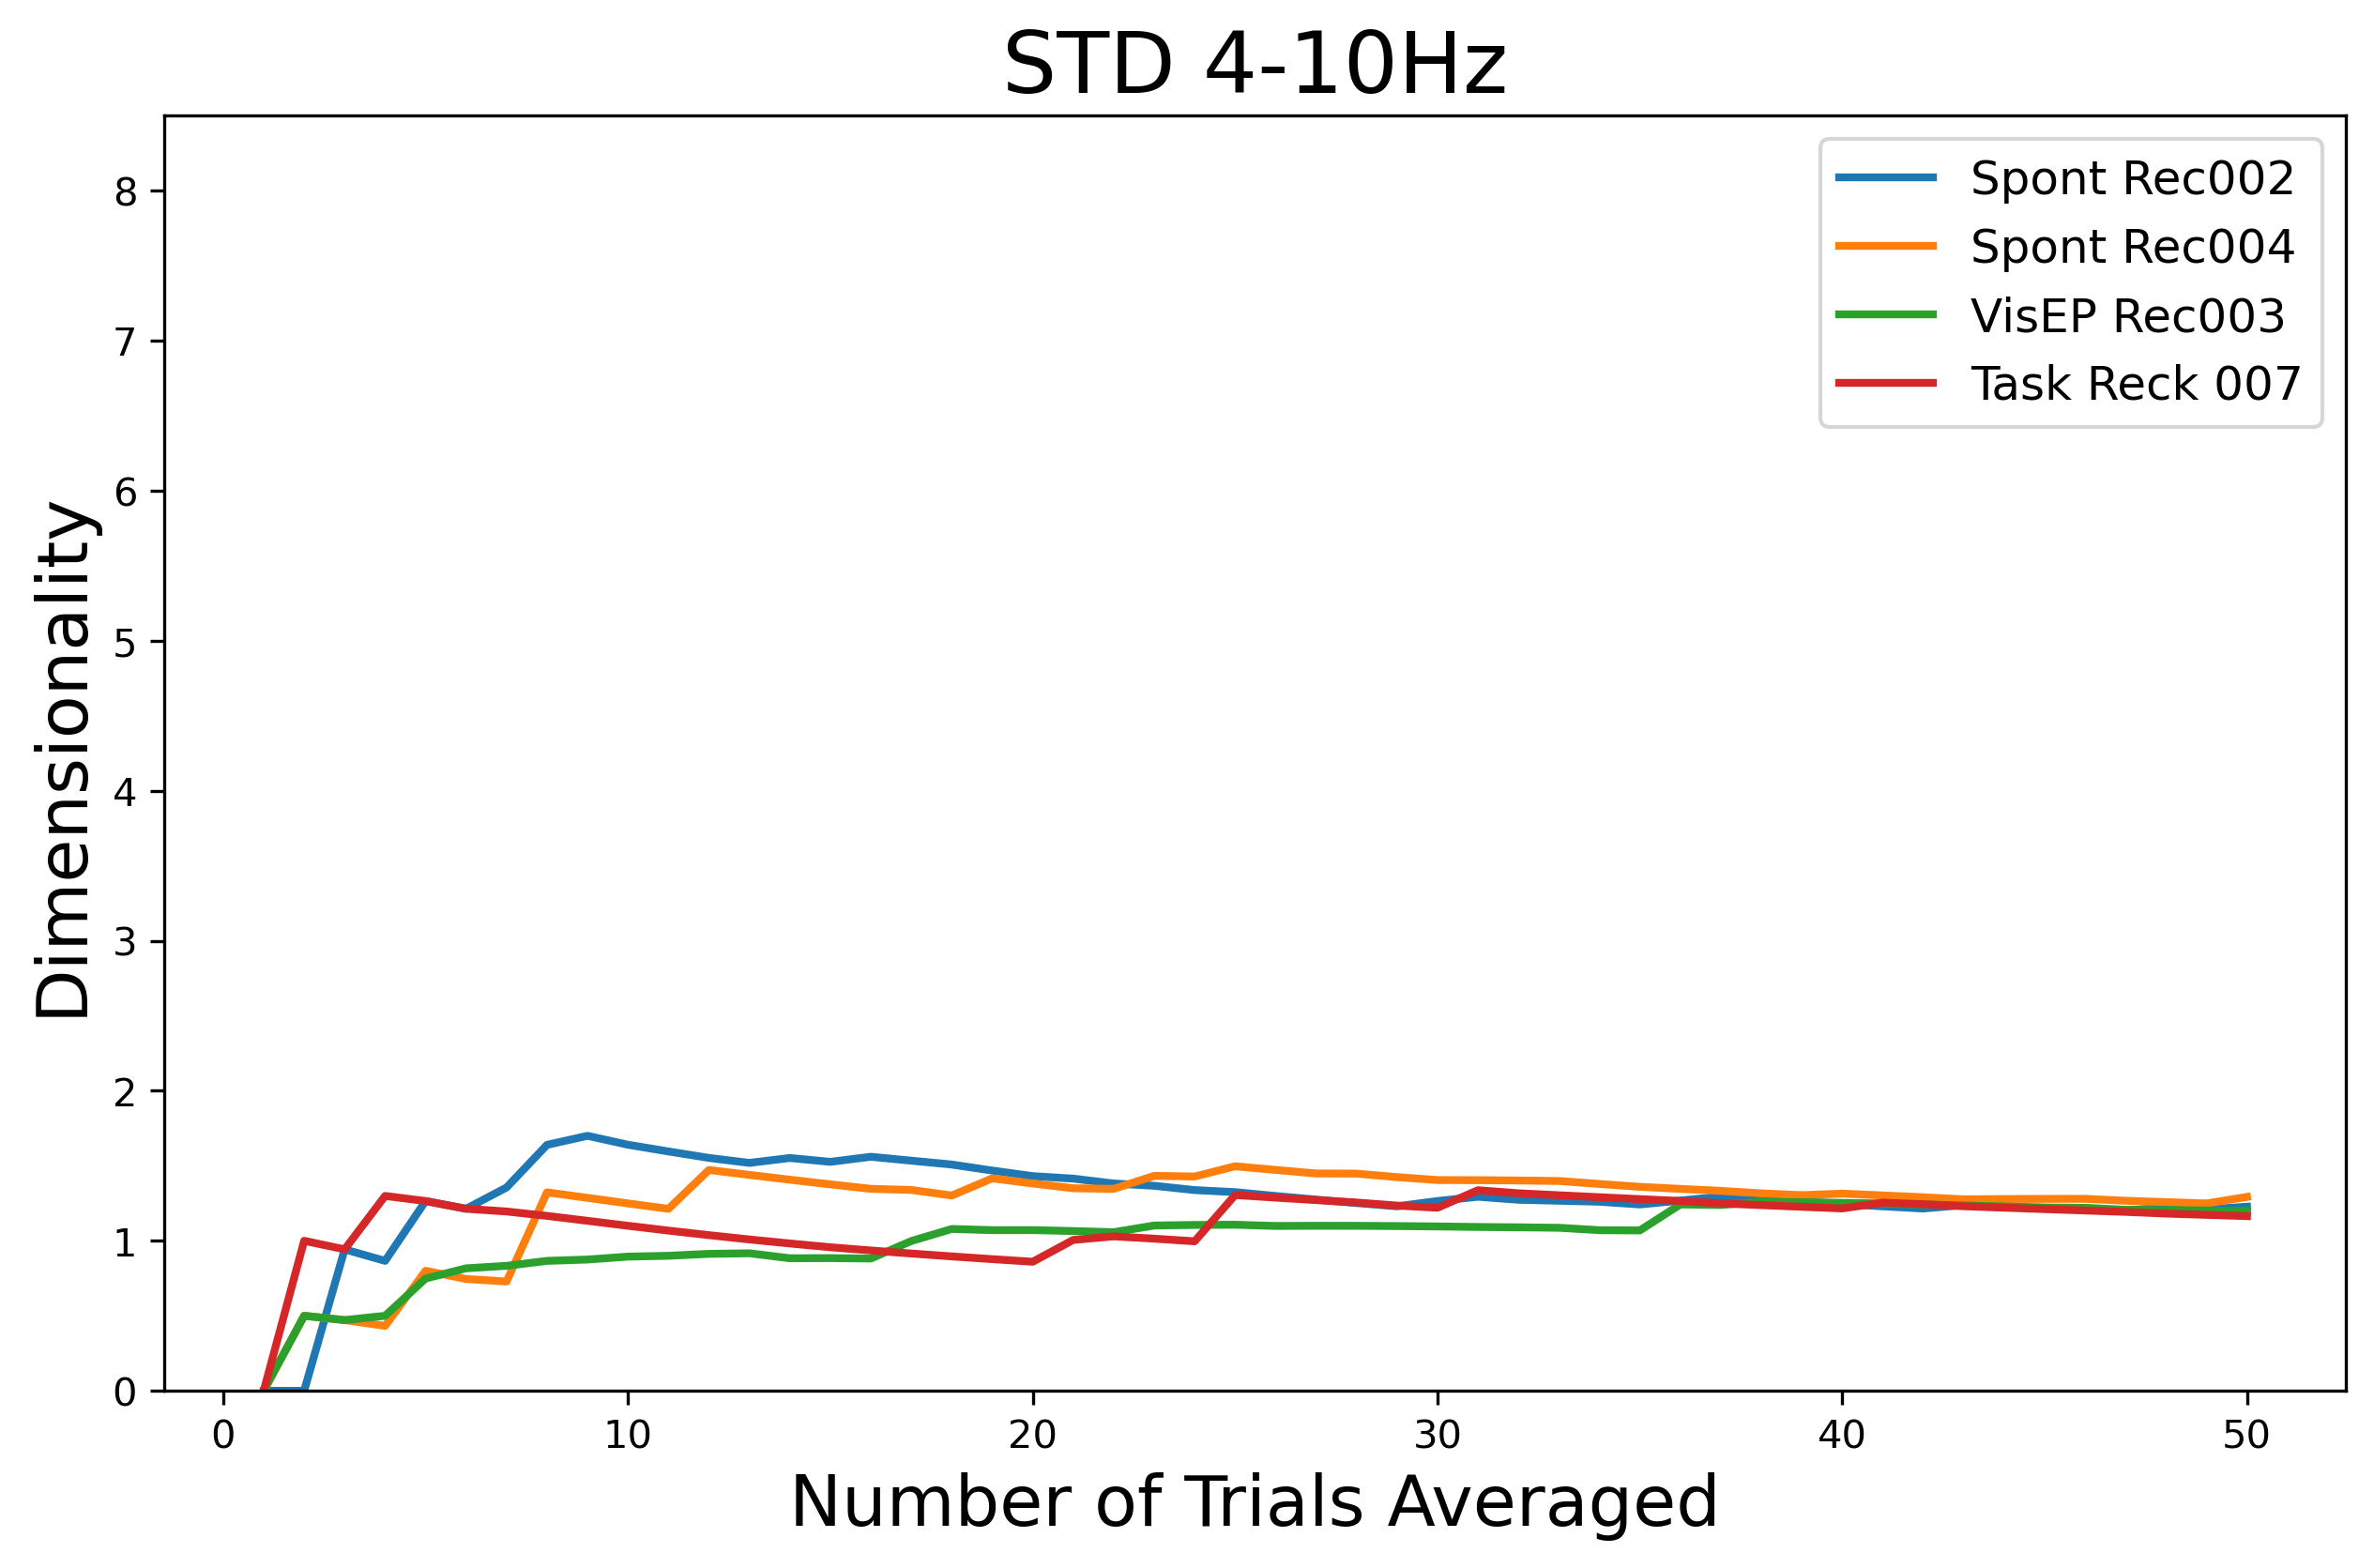 STD 4-10Hz
Spont Rec002
Spont Rec004
VisEP Rec003
Task Reck 007
Dimensionality
8
7
6
5
4
3
2
1
0
0 10 20 30 40 50
Number of Trials Averaged